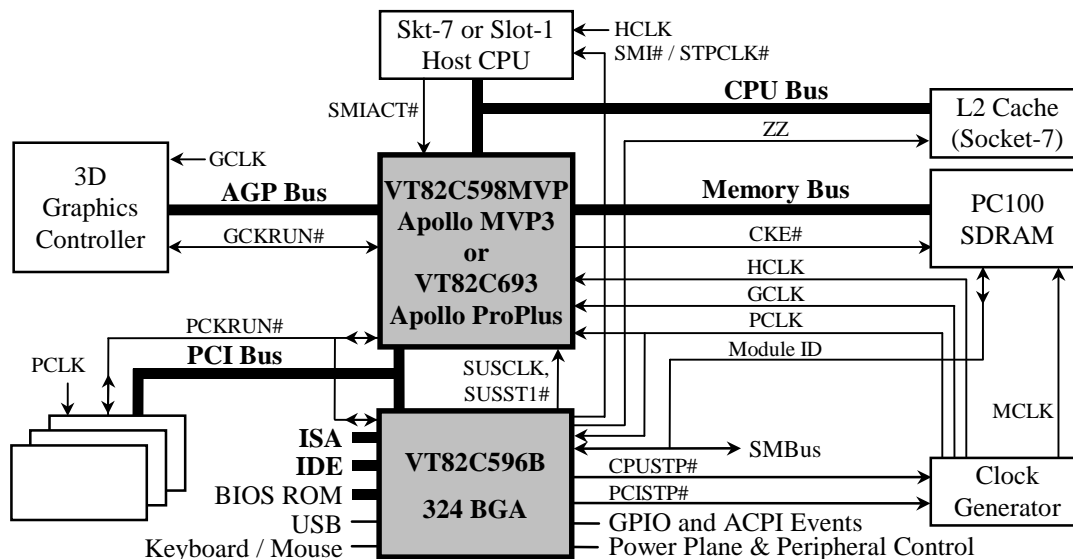 Skt-7 or Slot-1
Host CPU
HCLK
SMI# / STPCLK#
SMIACT#
CPU Bus
ZZ
L2 Cache
(Socket-7)
3D
Graphics
Controller
GCLK
AGP Bus
GCKRUN#
VT82C598MVP
Apollo MVP3
or
VT82C693
Apollo ProPlus
Memory Bus
CKE#
PC100
SDRAM
HCLK
GCLK
PCLK
Module ID
MCLK
PCKRUN#
PCI Bus
PCLK
SUSCLK,
SUSST1#
ISA
IDE
BIOS ROM
USB
Keyboard / Mouse
VT82C596B
324 BGA
SMBus
CPUSTP#
PCISTP#
GPIO and ACPI Events
Power Plane & Peripheral Control
Clock
Generator